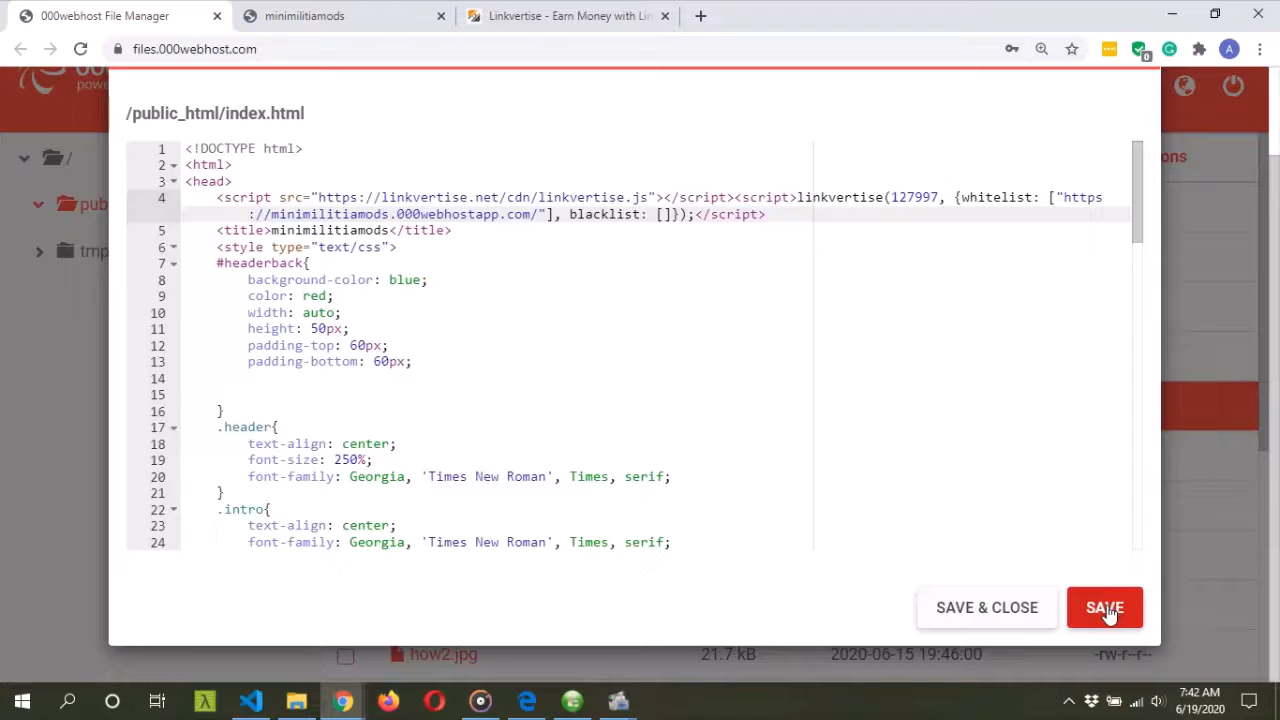 000webhost File Manager
minimilitiamods
Linkvertise - Earn Money with Lin
files.000webhost.com
0
A
/public_html/index.html
1 <!DOCTYPE html>
2 <html>
3 <head>
4 <script src="https://linkvertise.net/cdn/linkvertise.js"></script><script>linkvertise(127997, {whitelist: ["https
://minimilitiamods.000webhostapp.com/"], blacklist: []});</script>
5 <title>minimilitiamods</title>
6 <style type="text/css">
7 #headerback{
8 background-color: blue;
9 color: red;
10 width: auto;
11 height: 50px;
12 padding-top: 60px;
13 padding-bottom: 60px;
14
15
16 }
17 .header{
18 text-align: center;
19 font-size: 250%;
20 font-family: Georgia, 'Times New Roman', Times, serif;
21 }
22 .intro{
23 text-align: center;
24 font-family: Georgia, 'Times New Roman', Times, serif;
SAVE & CLOSE
SAVE
/
pub
tmp
ons
how2.jpg 21.7 kB 2020-06-15 19:46:00 -rw-r--r--
7:42 AM
6/19/2020